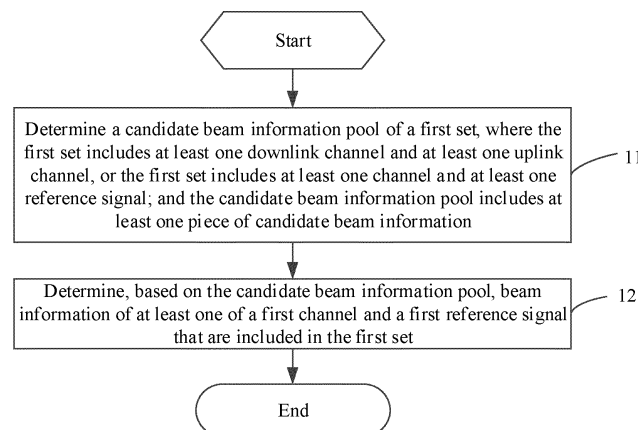 Start
Determine a candidate beam information pool of a first set, where the
first set includes at least one downlink channel and at least one uplink
channel, or the first set includes at least one channel and at least one
reference signal; and the candidate beam information pool includes at
least one piece of candidate beam information
11
Determine, based on the candidate beam information pool, beam
information of at least one of a first channel and a first reference signal
that are included in the first set
12
End